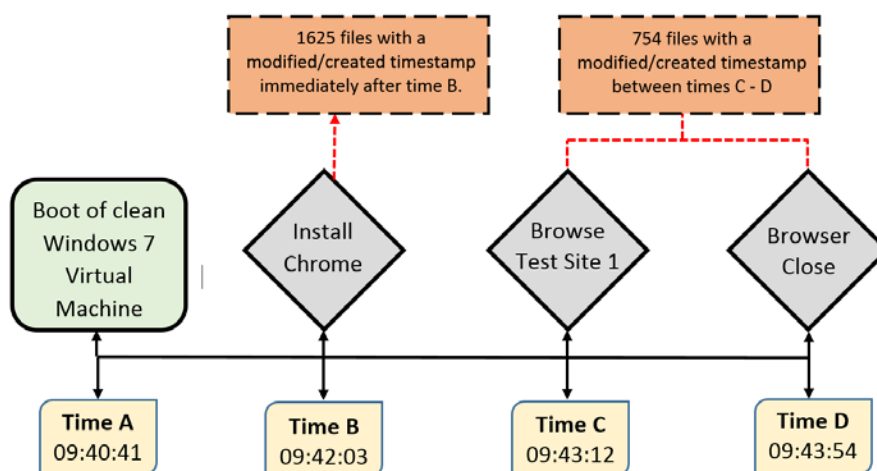 1625 files with a
modified/created timestamp
immediately after time B.
754 files with a
modified/created timestamp
between times C - D
Boot of clean
Windows 7
Virtual
Machine
Install
Chrome
Browse
Test Site 1
Browser
Close
Time A
09:40:41
Time B
09:42:03
Time C
09:43:12
Time D
09:43:54